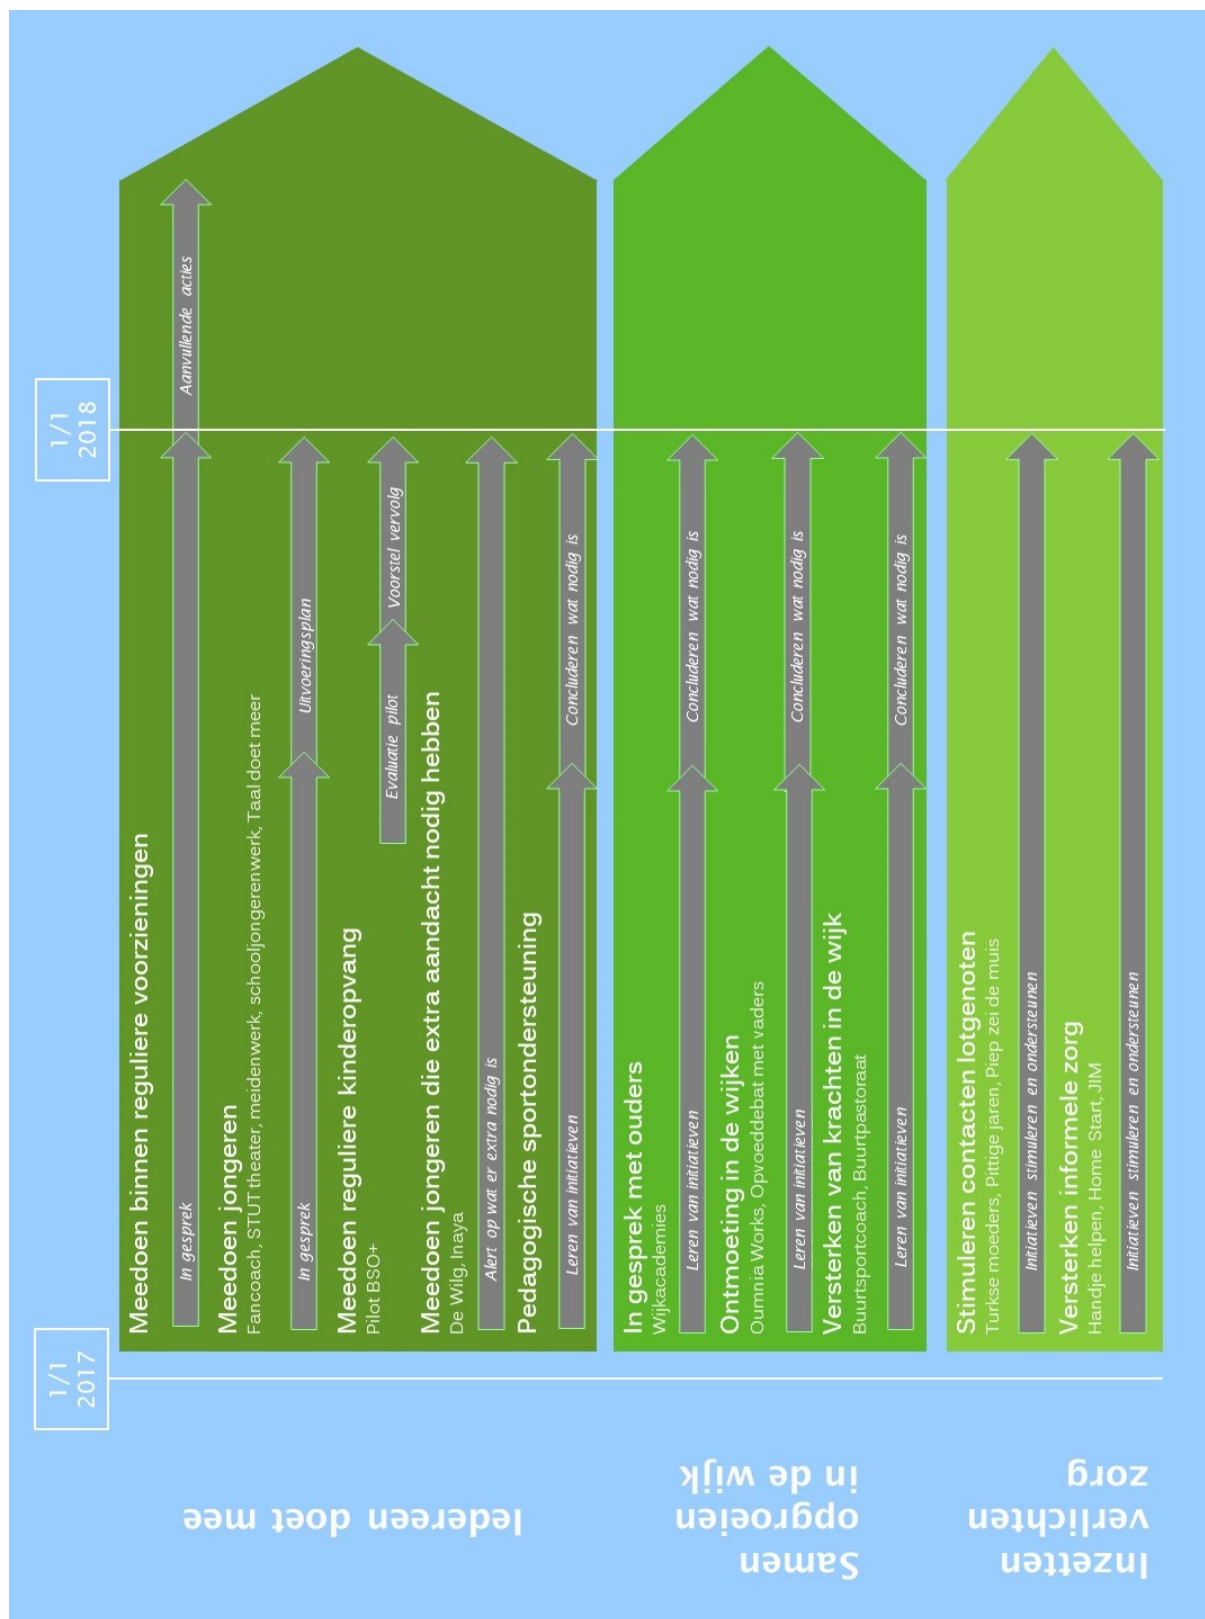 1/1
2017
1/1
2018
Iedereen doet mee
Meedoen binnen reguliere voorzieningen
In gesprek
Aanvullende acties
Meedoen jongeren
Fancoach, STUT theater, meidenwerk, schooljongerenwerk, Taal doet meer
In gesprek
Uitvoeringsplan
Meedoen reguliere kinderopvang
Pilot BSO+
Evaluatie pilot
Voorstel vervolg
Meedoen jongeren die extra aandacht nodig hebben
De Wilg, Inaya
Alert op wat er extra nodig is
Pedagogische sportondersteuning
Leren van initiatieven
Concluderen wat nodig is
Samen
opgroeien
in de wijk
In gesprek met ouders
Wijkacademies
Leren van initiatieven
Concluderen wat nodig is
Ontmoeting in de wijken
Oumnia Works, Opvoeddebat met vaders
Leren van initiatieven
Concluderen wat nodig is
Versterken van krachten in de wijk
Buurtsportcoach, Buurtpastoraat
Leren van initiatieven
Concluderen wat nodig is
Inzetten
verlichten
zorg
Stimuleren contacten lotgenoten
Turkse moeders, Pittige jaren, Piep zei de muis
Initiatieven stimuleren en ondersteunen
Versterken informele zorg
Handje helpen, Home Start, JIM
Initiatieven stimuleren en ondersteunen